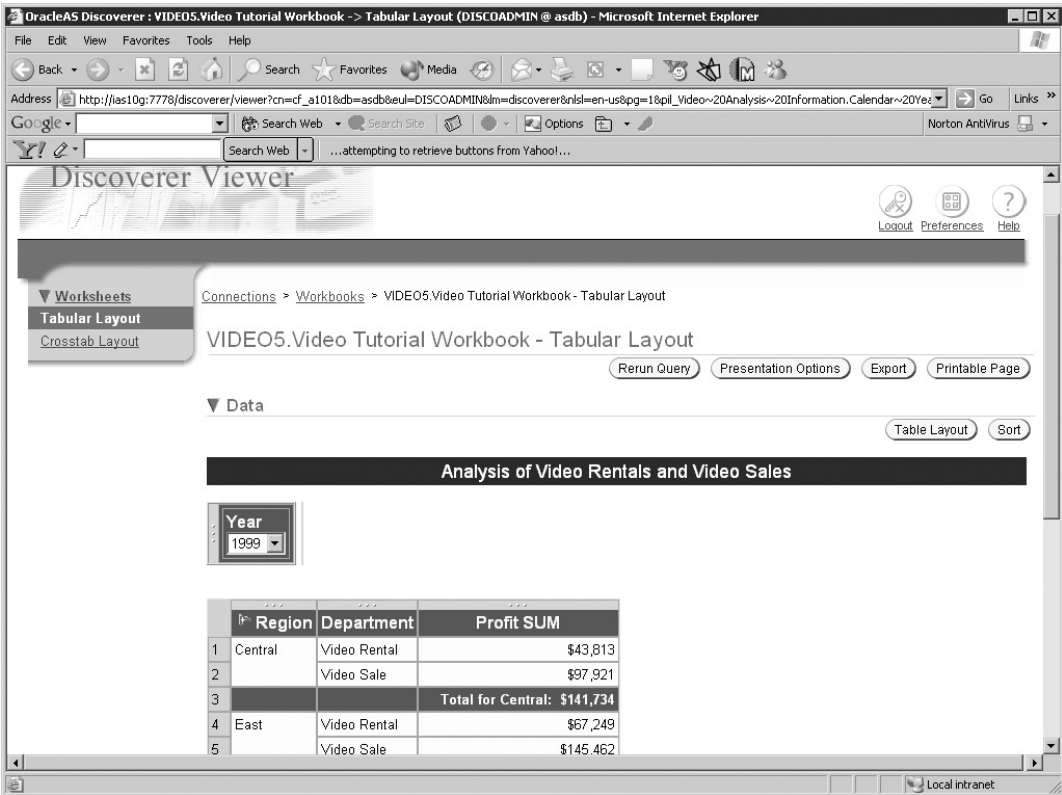 OracleAS Discoverer : VIDEO5.Video Tutorial Workbook -> Tabular Layout (DISCOADMIN @ asdb) - Microsoft Internet Explorer
File Edit View Favorites Tools Help
Back Search Favorites Media
Address http://ias10g:7778/discoverer/viewer?cn=cf_a101&db=asdb&eul=DISCOADMIN&lm=discoverer&nlsl=en-us&pg=1&pil_Video~20Analysis~20Information.Calendar~20Yea Go Links »
Google Search Web Search Site Options Norton AntiVirus
Y! Search Web ...attempting to retrieve buttons from Yahoo!...
Discoverer Viewer
Logout Preferences Help
Worksheets
Tabular Layout
Crosstab Layout
Connections > Workbooks > VIDEO5.Video Tutorial Workbook - Tabular Layout
VIDEO5.Video Tutorial Workbook - Tabular Layout
Rerun Query Presentation Options Export Printable Page
Data
Table Layout Sort
Analysis of Video Rentals and Video Sales
Year
1999
Region Department Profit SUM
1 Central Video Rental $43,813
2 Video Sale $97,921
3 Total for Central: $141,734
4 East Video Rental $67,249
5 Video Sale $145,462
Local intranet